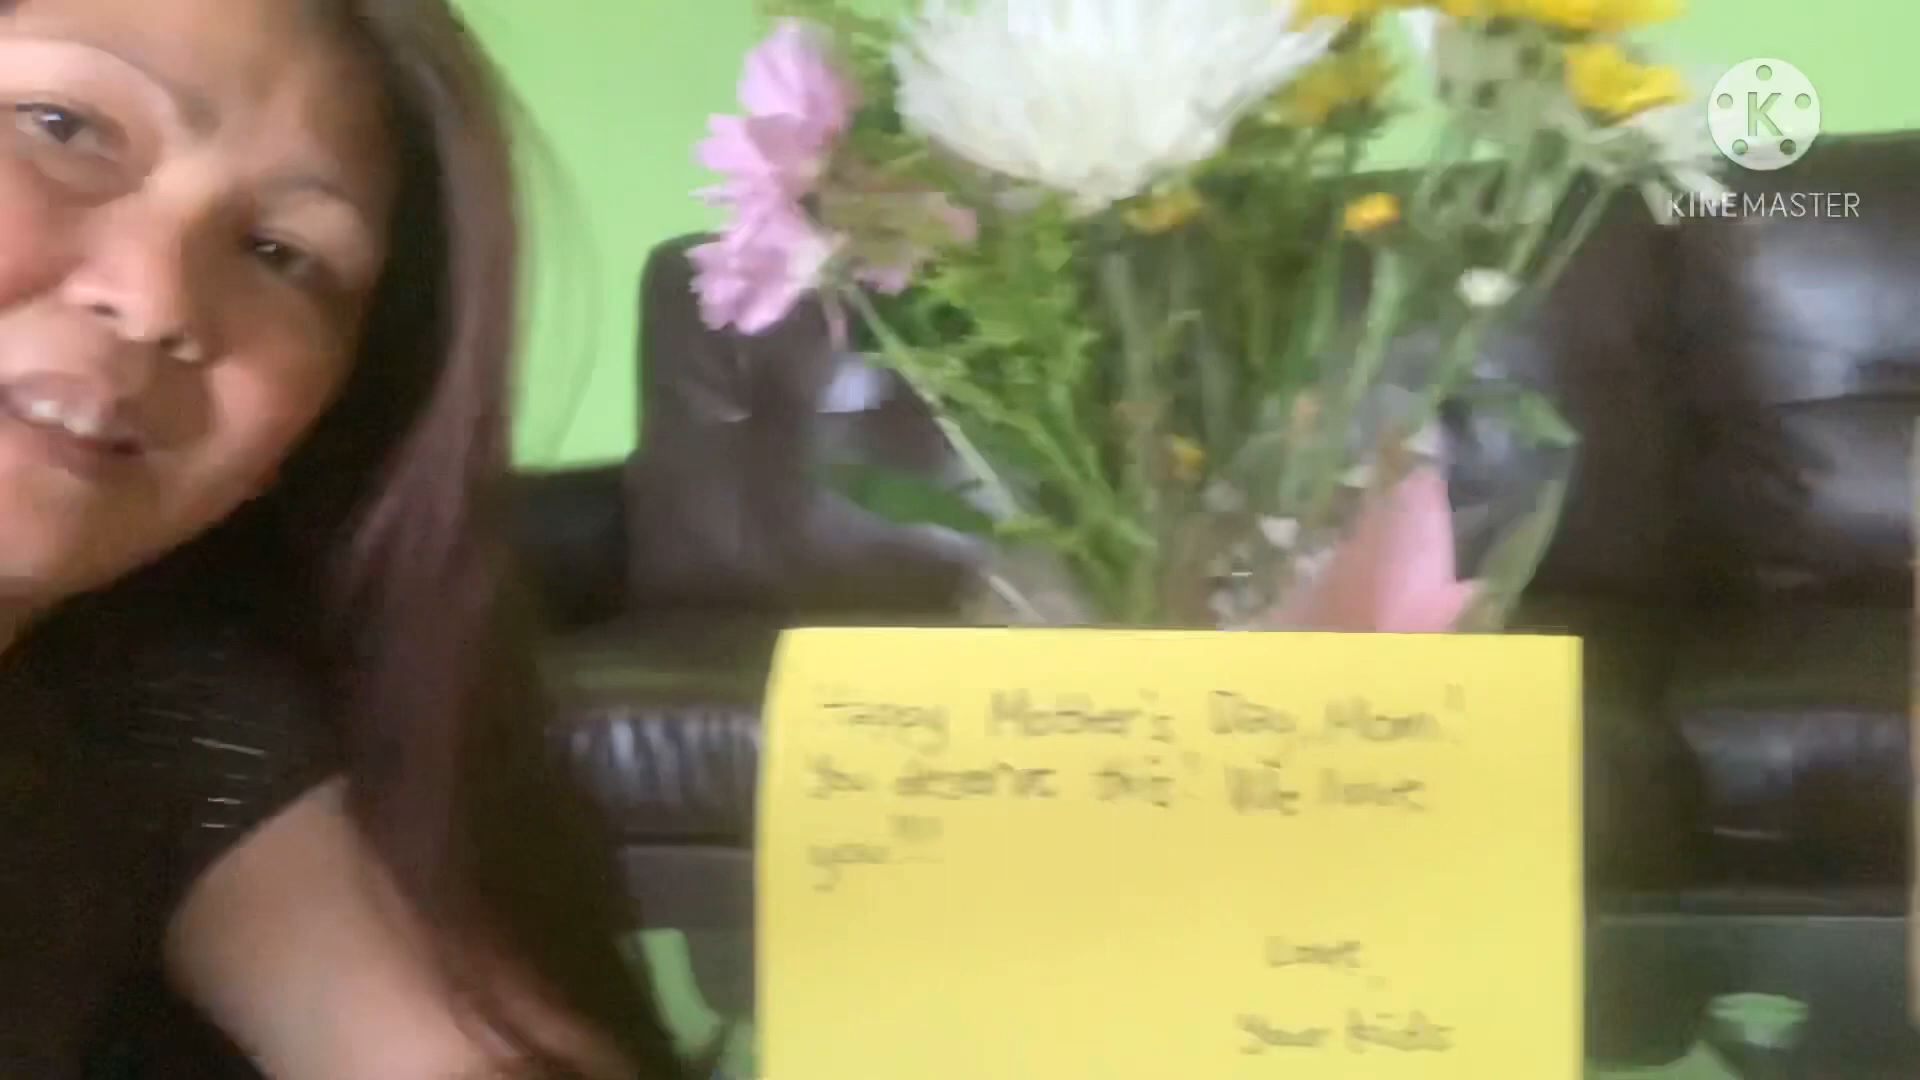 K
KINEMASTER
"Happy Mother's Day, Mom!"
You deserve this! We love
you!!!
Love,
Your kids